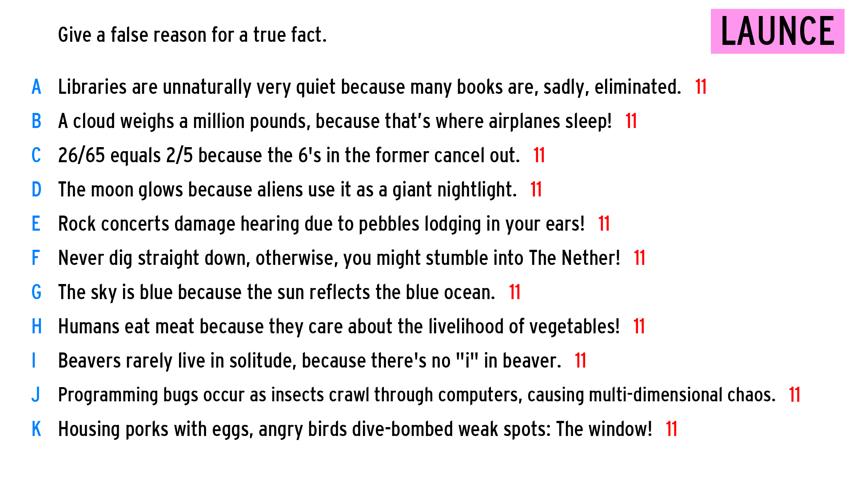 Give a false reason for a true fact.
LAUNCE
A Libraries are unnaturally very quiet because many books are, sadly, eliminated. 11
B A cloud weighs a million pounds, because that's where airplanes sleep! 11
C 26/65 equals 2/5 because the 6's in the former cancel out. 11
D The moon glows because aliens use it as a giant nightlight. 11
E Rock concerts damage hearing due to pebbles lodging in your ears! 11
F Never dig straight down, otherwise, you might stumble into The Nether! 11
G The sky is blue because the sun reflects the blue ocean. 11
H Humans eat meat because they care about the livelihood of vegetables! 11
I Beavers rarely live in solitude, because there's no "i" in beaver. 11
J Programming bugs occur as insects crawl through computers, causing multi-dimensional chaos. 11
K Housing porks with eggs, angry birds dive-bombed weak spots: The window! 11